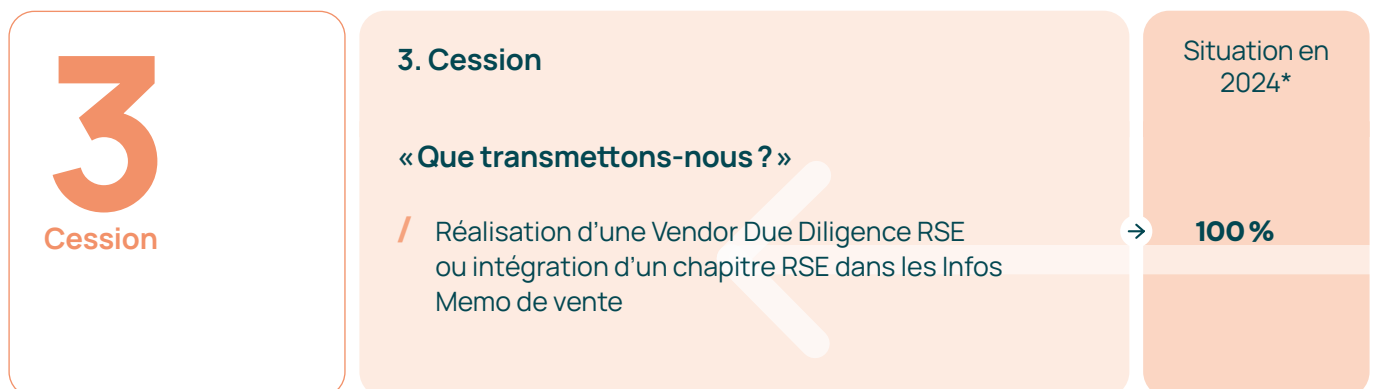 3
Cession
3. Cession
« Que transmettons-nous ? »
/ Réalisation d’une Vendor Due Diligence RSE
ou intégration d’un chapitre RSE dans les Infos
Memo de vente
Situation en
2024*
→ 100 %